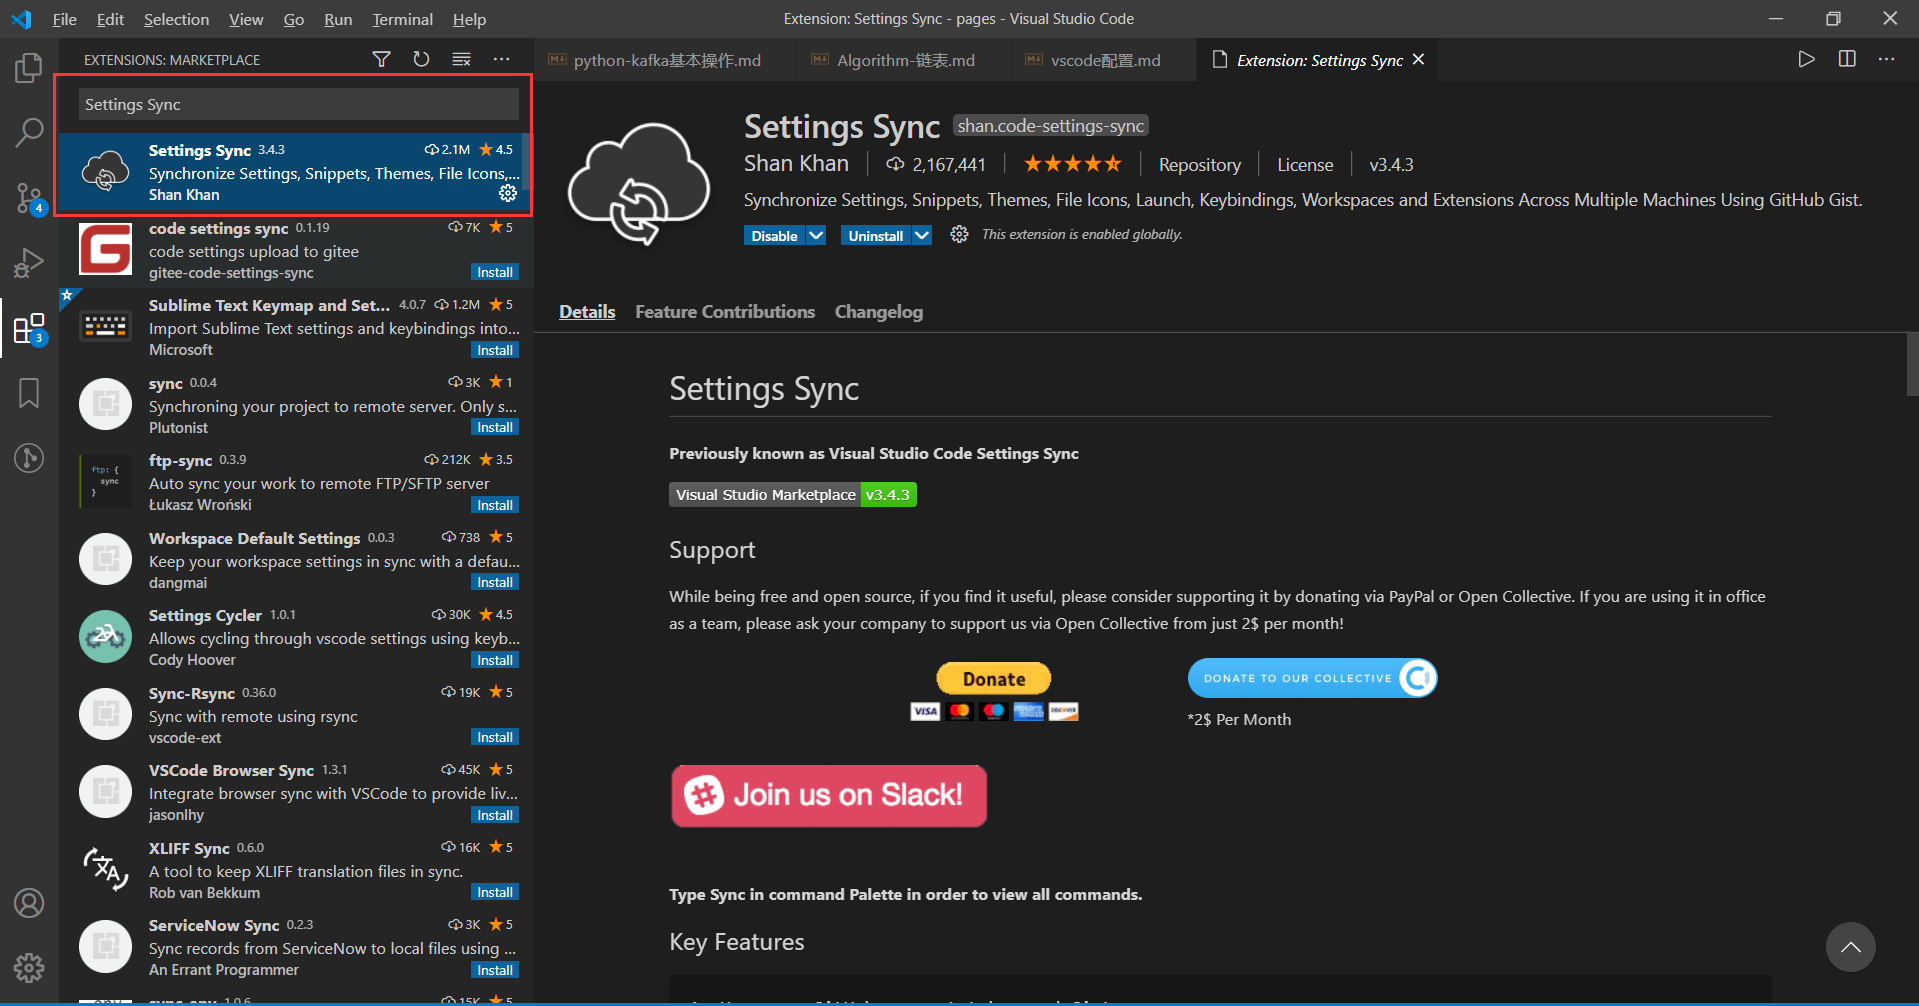 File Edit Selection View Go Run Terminal Help
Extension: Settings Sync - pages - Visual Studio Code
EXTENSIONS: MARKETPLACE
python-kafka基本操作.md
Algorithm-链表.md
vscode配置.md
Extension: Settings Sync
Settings Sync
Settings Sync 3.4.3 2.1M 4.5
Synchronize Settings, Snippets, Themes, File Icons,...
Shan Khan
code settings sync 0.1.19 7K 5
code settings upload to gitee
gitee-code-settings-sync Install
Sublime Text Keymap and Set... 4.0.7 1.2M 5
Import Sublime Text settings and keybindings into...
Microsoft Install
sync 0.0.4 3K 1
Synchroning your project to remote server. Only s...
Plutonist Install
ftp: {
sync
}
ftp-sync 0.3.9 212K 3.5
Auto sync your work to remote FTP/SFTP server
Łukasz Wroński Install
Workspace Default Settings 0.0.3 738 5
Keep your workspace settings in sync with a defau...
dangmai Install
Settings Cycler 1.0.1 30K 4.5
Allows cycling through vscode settings using keyb...
Cody Hoover Install
Sync-Rsync 0.36.0 19K 5
Sync with remote using rsync
vscode-ext Install
VSCode Browser Sync 1.3.1 45K 5
Integrate browser sync with VSCode to provide liv...
jasonlhy Install
XLIFF Sync 0.6.0 16K 5
A tool to keep XLIFF translation files in sync.
Rob van Bekkum Install
ServiceNow Sync 0.2.3 3K 5
Sync records from ServiceNow to local files using ...
An Errant Programmer Install
4
3
Settings Sync shan.code-settings-sync
Shan Khan 2,167,441 Repository License v3.4.3
Synchronize Settings, Snippets, Themes, File Icons, Launch, Keybindings, Workspaces and Extensions Across Multiple Machines Using GitHub Gist.
Disable Uninstall This extension is enabled globally.
Details Feature Contributions Changelog
Settings Sync
Previously known as Visual Studio Code Settings Sync
Visual Studio Marketplace v3.4.3
Support
While being free and open source, if you find it useful, please consider supporting it by donating via PayPal or Open Collective. If you are using it in office
as a team, please ask your company to support us via Open Collective from just 2$ per month!
Donate
VISA
DISCOVER
DONATE TO OUR COLLECTIVE
*2$ Per Month
Join us on Slack!
Type Sync in command Palette in order to view all commands.
Key Features